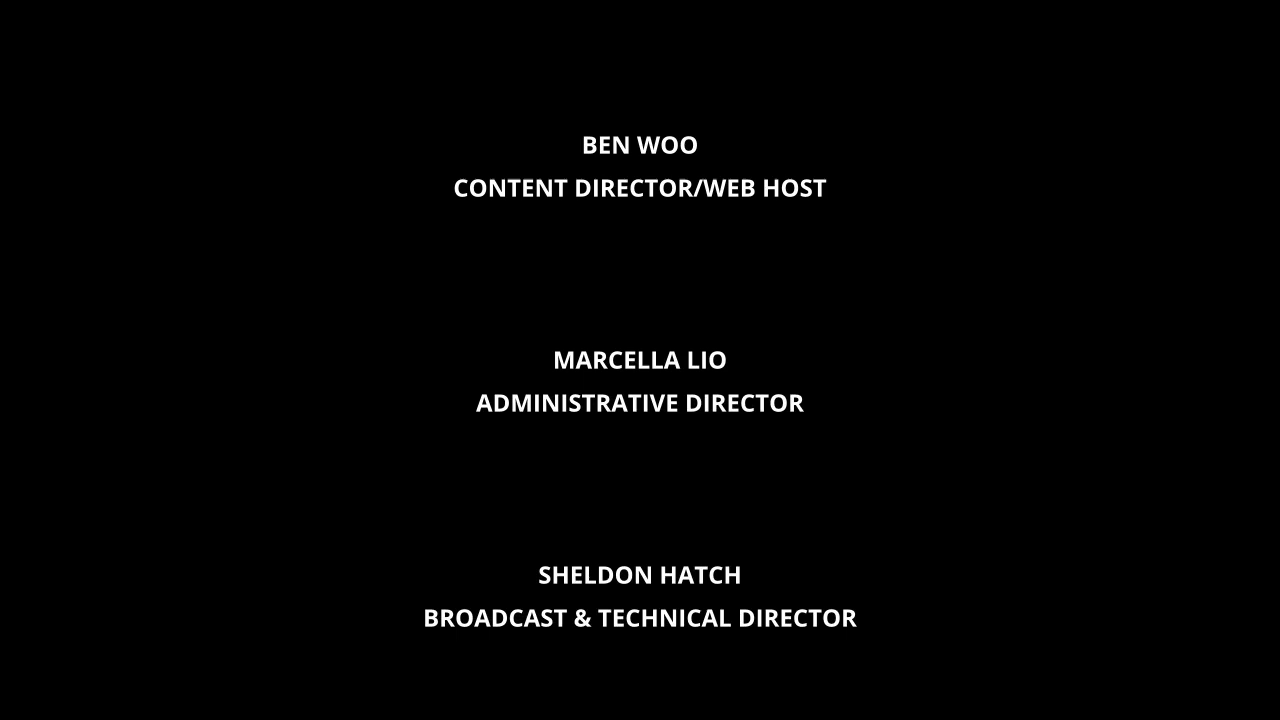 BEN WOO
CONTENT DIRECTOR/WEB HOST
MARCELLA LIO
ADMINISTRATIVE DIRECTOR
SHELDON HATCH
BROADCAST & TECHNICAL DIRECTOR